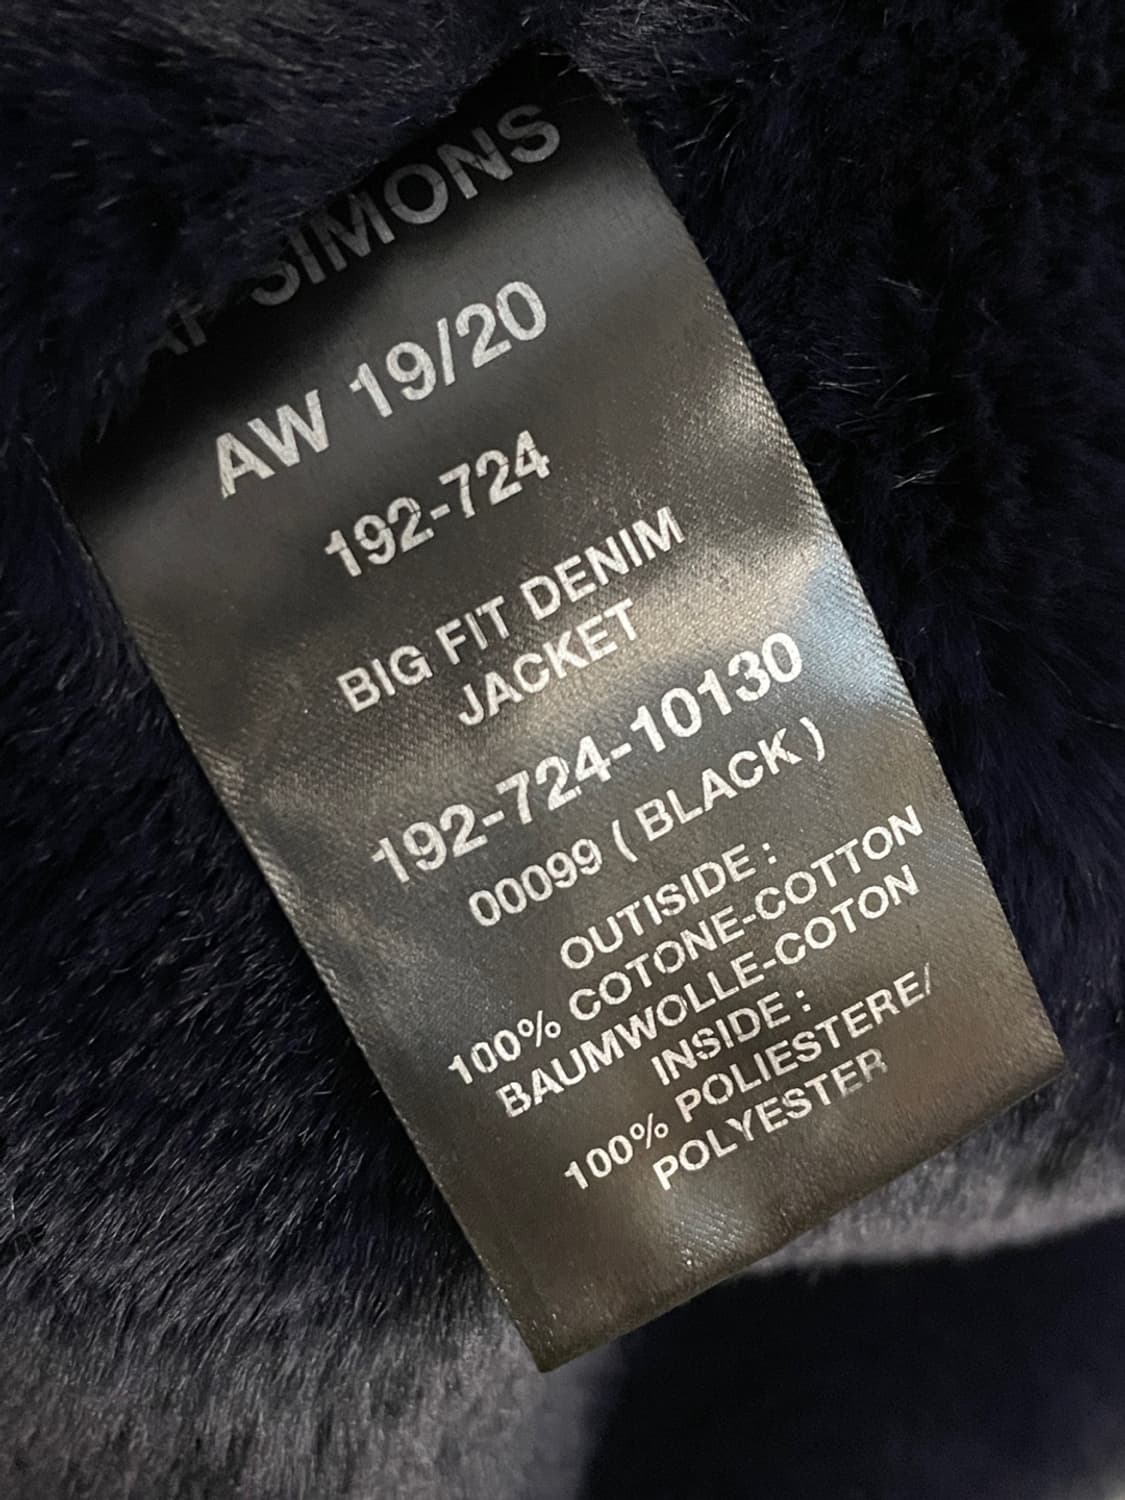 SIMONS
AW 19/20
192-724
BIG FIT DENIM
JACKET
192-724-10130
00099 ( BLACK )
OUTISIDE :
100% COTONE-COTTON
BAUMWOLLE-COTON
INSIDE :
100% POLIESTERE/
POLYESTER